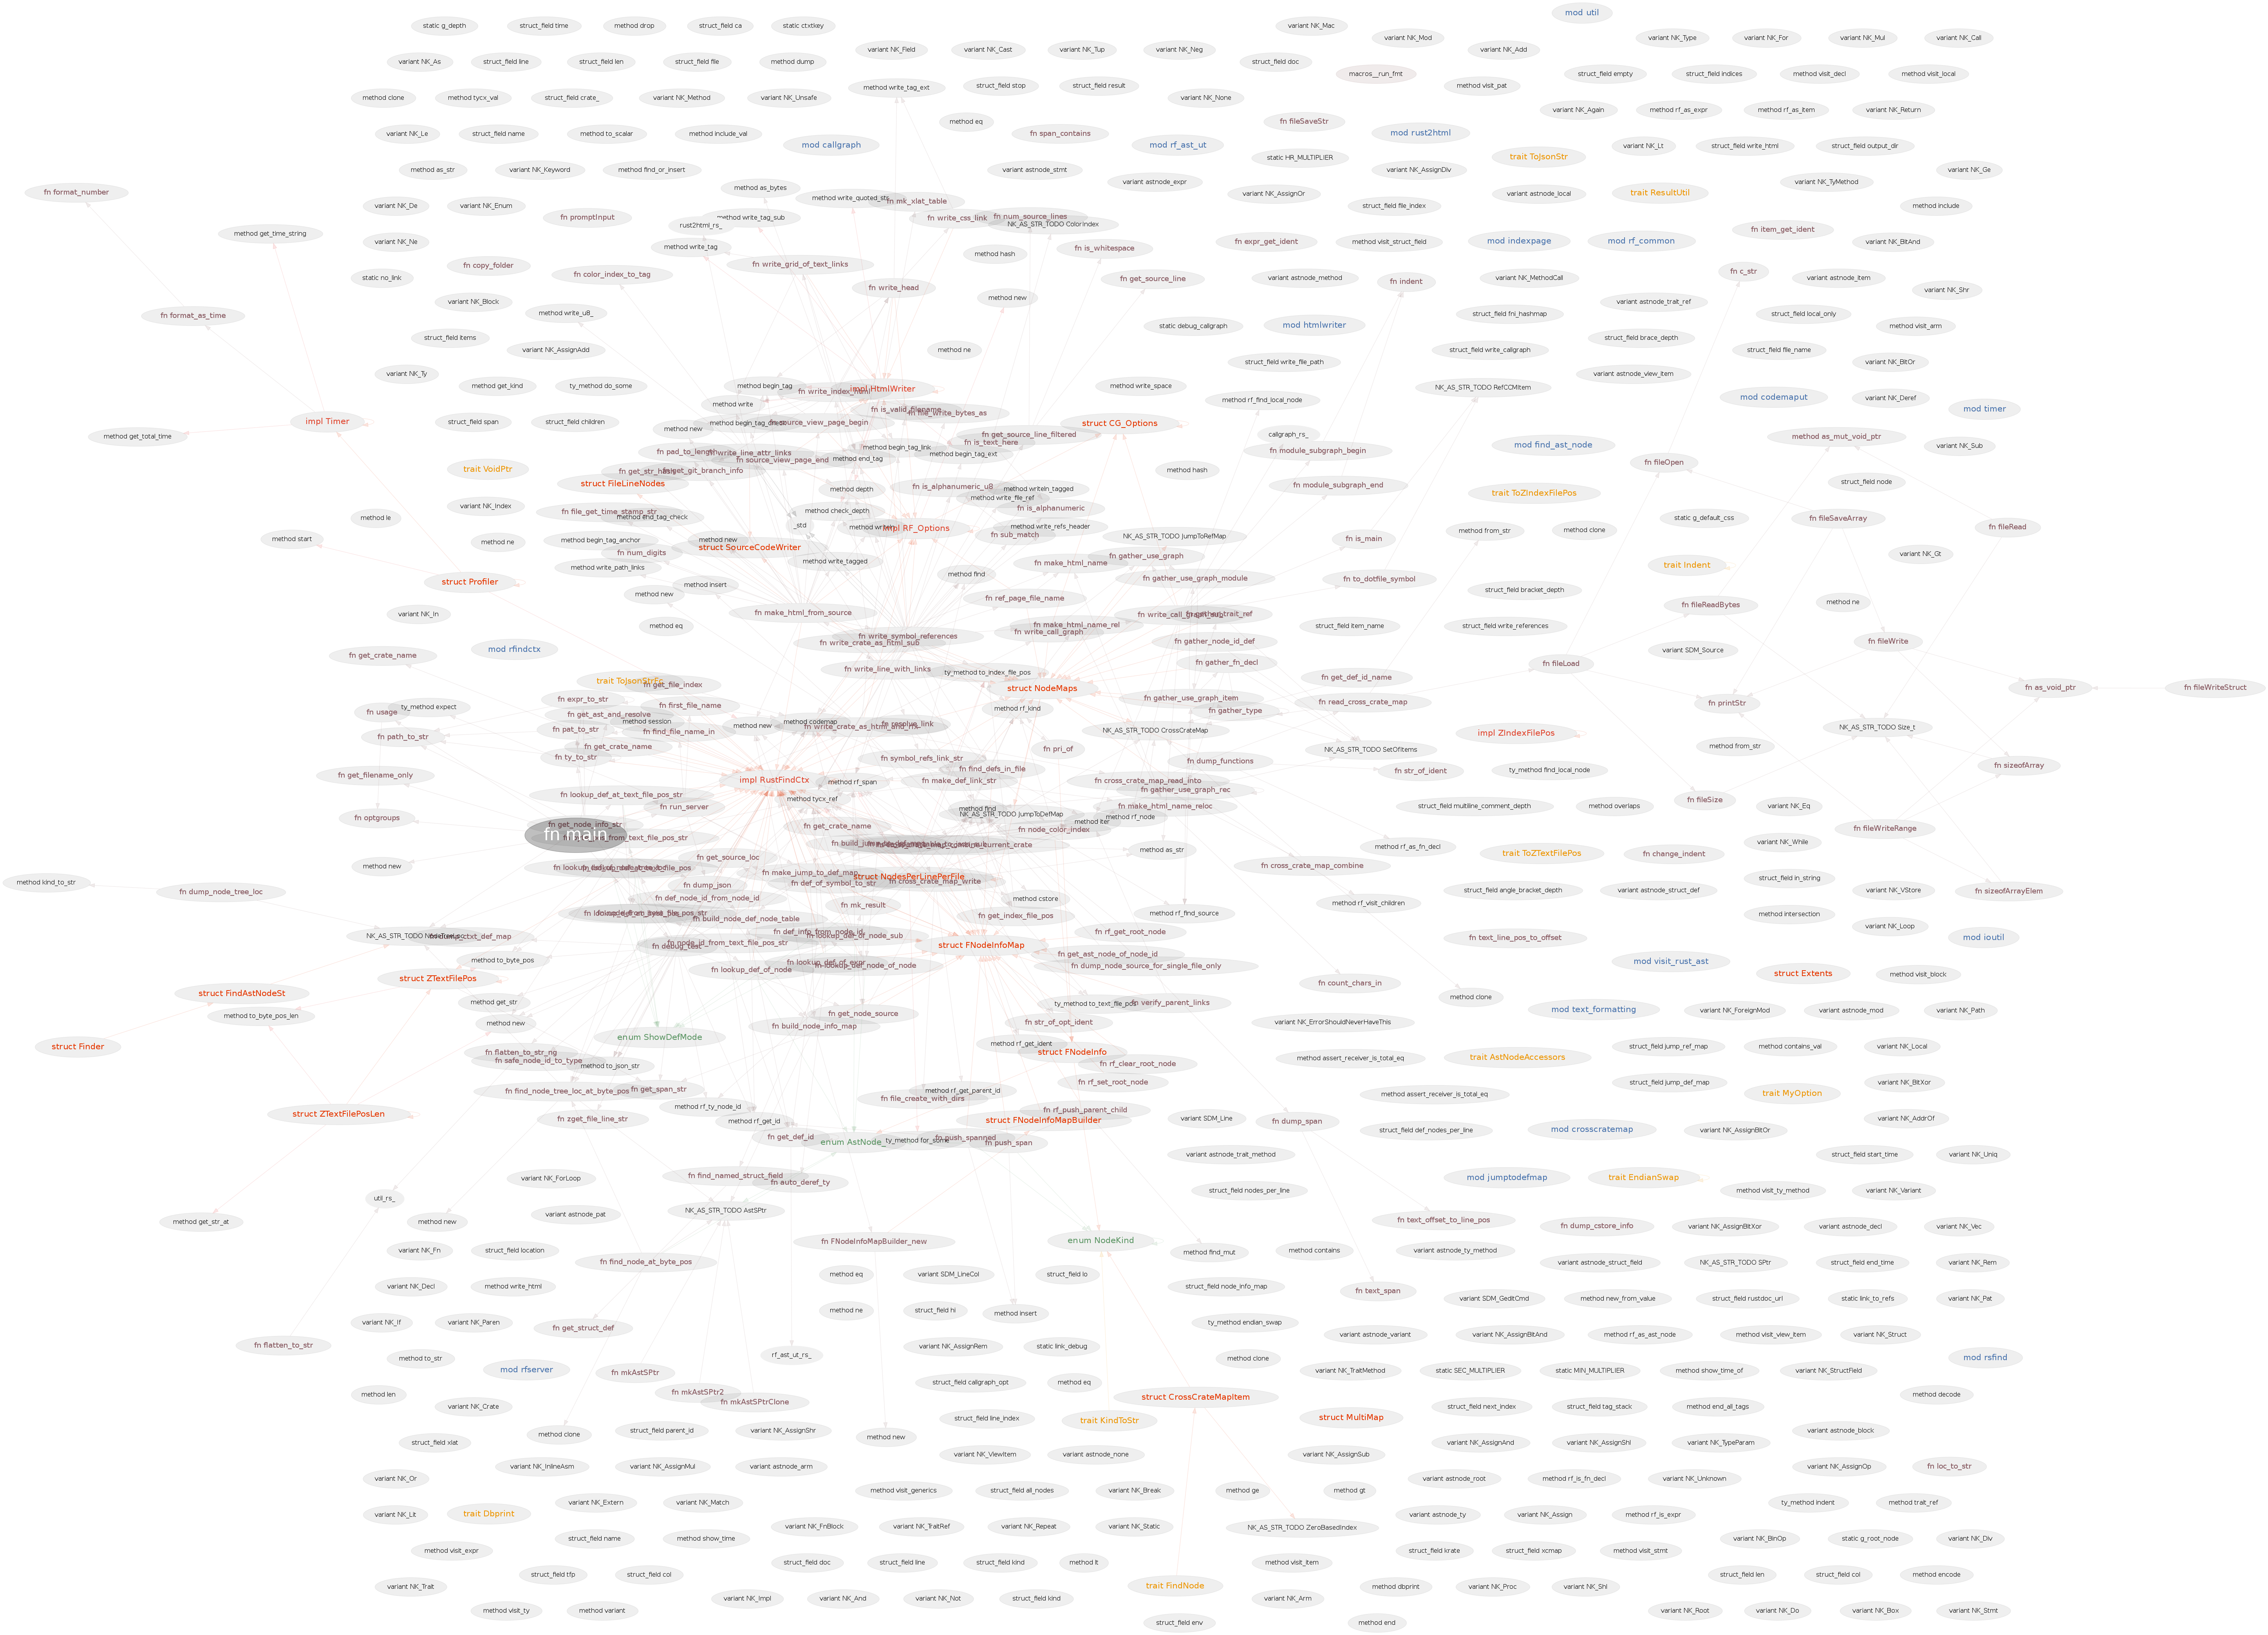 mod util
static g_depth
struct_field time
method drop
struct_field ca
static ctxtkey
variant NK_Mac
variant NK_Mod
variant NK_Type
variant NK_For
variant NK_Mul
variant NK_Call
variant NK_Field
variant NK_Cast
variant NK_Tup
variant NK_Neg
variant NK_Add
variant NK_As
struct_field line
struct_field len
struct_field file
method dump
struct_field doc
macros__run_fmt
struct_field empty
struct_field indices
method visit_decl
method visit_local
method write_tag_ext
struct_field stop
struct_field result
method visit_pat
method clone
method tycx_val
struct_field crate_
variant NK_Method
variant NK_Unsafe
variant NK_None
variant NK_Again
method rf_as_expr
method rf_as_item
variant NK_Return
method eq
fn fileSaveStr
variant NK_Le
struct_field name
method to_scalar
method include_val
fn span_contains
mod rust2html
mod callgraph
mod rf_ast_ut
variant NK_Lt
struct_field write_html
struct_field output_dir
static HR_MULTIPLIER
trait ToJsonStr
method as_str
variant NK_Keyword
method find_or_insert
variant astnode_stmt
variant NK_AssignDiv
variant NK_Ge
variant astnode_expr
variant NK_TyMethod
fn format_number
method as_bytes
method write_quoted_str
fn mk_xlat_table
variant NK_AssignOr
variant astnode_local
trait ResultUtil
variant NK_De
variant NK_Enum
fn promptInput
method write_tag_sub
fn write_css_link
fn num_source_lines
struct_field file_index
method include
rust2html_rs_
NK_AS_STR_TODO ColorIndex
fn item_get_ident
method get_time_string
variant NK_Ne
method write_tag
fn is_whitespace
fn expr_get_ident
method visit_struct_field
mod indexpage
mod rf_common
variant NK_BitAnd
method hash
fn copy_folder
fn color_index_to_tag
fn write_grid_of_text_links
fn get_source_line
static no_link
variant astnode_method
fn indent
variant NK_MethodCall
fn c_str
variant astnode_item
fn write_head
variant NK_Shr
variant NK_Block
method new
variant astnode_trait_ref
fn format_as_time
method write_u8_
struct_field fnl_hashmap
struct_field local_only
static debug_callgraph
mod htmlwriter
method visit_arm
struct_field items
struct_field brace_depth
variant NK_AssignAdd
method ne
struct_field write_callgraph
struct_field file_name
struct_field write_file_path
variant NK_BitOr
variant NK_Ty
variant astnode_view_item
method get_kind
ty_method do_some
method begin_tag
impl HtmlWriter
fn write_index_html
method write_space
NK_AS_STR_TODO RefCCMItem
mod codemaput
variant NK_Deref
method write
method rf_find_local_node
fn is_valid_filename
fn file_write_bytes_as
mod timer
impl Timer
struct_field span
struct_field children
method new
fn source_view_page_begin
struct CG_Options
method get_total_time
fn get_source_line_filtered
fn is_text_here
callgraph_rs_
method as_mut_void_ptr
mod find_ast_node
variant NK_Sub
fn pad_to_length
fn write_line_attr_links
method begin_tag_link
method begin_tag_ext
fn module_subgraph_begin
fn source_view_page_end
method end_tag
fn fileOpen
trait VoidPtr
fn get_git_branch_info
method hash
struct FileLineNodes
method depth
fn is_alphanumeric_u8
method writeln_tagged
fn module_subgraph_end
trait ToZIndexFilePos
struct_field node
variant NK_Index
method write_file_ref
fn is_alphanumeric
method le
fn file_get_time_stamp_str
method check_depth
static g_default_css
fn fileSaveArray
fn fileRead
_std
impl RF_Options
method write_refs_header
fn sub_match
method from_str
method clone
method start
method ne
method begin_tag_anchor
method new
struct SourceCodeWriter
NK_AS_STR_TODO JumpToRefMap
fn is_main
fn num_digits
fn gather_use_graph
variant NK_Gt
method write_path_links
method write_tagged
fn make_html_name
trait Indent
struct Profiler
method insert
method find
fn gather_use_graph_module
fn to_dotfile_symbol
struct_field bracket_depth
method new
fn ref_page_file_name
fn fileReadBytes
method ne
variant NK_In
fn make_html_from_source
method eq
fn make_html_name_rel
fn write_call_graph
struct_field item_name
struct_field write_references
fn write_symbol_references
fn write_crate_as_html_sub
fn gather_node_id_def
fn fileWrite
mod rfindctx
variant SDM_Source
fn get_crate_name
fn write_line_with_links
ty_method to_index_file_pos
fn gather_fn_decl
fn fileLoad
trait ToJsonStrFn
fn get_file_index
struct NodeMaps
fn get_def_id_name
fn as_void_ptr
fn fileWriteStruct
fn expr_to_str
fn first_file_name
fn gather_use_graph_item
fn read_cross_crate_map
fn printStr
ty_method expect
fn usage
method rf_kind
fn gather_type
fn get_ast_and_resolve
method session
method new
method codemap
fn resolve_link
fn pat_to_str
fn find_file_name_in
fn write_crate_as_html_and_rfx
NK_AS_STR_TODO CrossCrateMap
impl ZIndexFilePos
NK_AS_STR_TODO Size_t
fn path_to_str
fn get_crate_name
fn pri_of
NK_AS_STR_TODO SetOfItems
method from_str
fn ty_to_str
fn symbol_refs_link_str
fn find_defs_in_file
fn dump_functions
fn sizeofArray
fn get_filename_only
impl RustFindCtx
method rf_span
fn make_def_link_str
fn cross_crate_map_read_into
fn str_of_ident
ty_method find_local_node
fn gather_use_graph_rec
fn lookup_def_at_text_file_pos_str
method tycx_ref
fn fileSize
fn run_server
method find
fn make_html_name_reloc
struct_field multiline_comment_depth
method overlaps
variant NK_Eq
fn optgroups
NK_AS_STR_TODO JumpToDefMap
method iter
method rf_node
fn get_node_info_str
fn main
fn get_crate_name
fn node_color_index
fn fileWriteRange
method rf_as_fn_decl
variant NK_While
method as_str
fn get_source_loc
trait ToZTextFilePos
fn change_indent
method new
fn cross_crate_map_combine
fn make_jump_to_def_map
method kind_to_str
fn dump_node_tree_loc
fn dump_json
fn def_of_symbol_to_str
struct NodesPerLinePerFile
fn cross_crate_map_write
struct_field in_string
struct_field angle_bracket_depth
variant astnode_struct_def
variant NK_VStore
fn sizeofArrayElem
fn def_node_id_from_node_id
method cstore
method rf_visit_children
fn mk_result
method rf_find_source
method intersection
fn build_node_def_node_table
fn get_index_file_pos
variant NK_Loop
fn def_info_from_node_id
fn rf_get_root_node
fn text_line_pos_to_offset
mod ioutil
fn lookup_def_of_node_sub
fn debug_test
fn node_id_from_text_file_pos_str
struct FNodeInfoMap
fn get_ast_node_of_node_id
method to_byte_pos
fn lookup_def_of_expr
fn lookup_def_node_of_node
fn dump_node_source_for_single_file_only
mod visit_rust_ast
fn lookup_def_of_node
struct Extents
method visit_block
struct ZTextFilePos
fn count_chars_in
struct FindAstNodeSt
method clone
method get_str
ty_method to_text_file_pos
fn verify_parent_links
mod text_formatting
variant NK_ForeignMod
variant astnode_mod
variant NK_Path
method to_byte_pos_len
fn get_node_source
method new
fn build_node_info_map
fn str_of_opt_ident
variant NK_ErrorShouldNeverHaveThis
enum ShowDefMode
struct Finder
method rf_get_ident
struct_field jump_ref_map
method contains_val
variant NK_Local
fn flatten_to_str_ng
struct FNodeInfo
method assert_receiver_is_total_eq
trait AstNodeAccessors
fn safe_node_id_to_type
fn rf_clear_root_node
method to_json_str
fn rf_set_root_node
struct_field jump_def_map
variant NK_BitXor
fn find_node_tree_loc_at_byte_pos
fn get_span_str
method rf_get_parent_id
method assert_receiver_is_total_eq
trait MyOption
fn file_create_with_dirs
method rf_ty_node_id
fn rf_push_parent_child
struct ZTextFilePosLen
fn zget_file_line_str
method rf_get_id
struct FNodeInfoMapBuilder
variant SDM_Line
fn dump_span
struct_field def_nodes_per_line
mod crosscratemap
variant NK_AssignBitOr
variant NK_AddrOf
fn get_def_id
enum AstNode_
ty_method for_some
fn push_spanned
fn push_span
variant astnode_trait_method
struct_field start_time
variant NK_Uniq
fn find_named_struct_field
fn auto_deref_ty
mod jumptodefmap
trait EndianSwap
variant NK_ForLoop
struct_field nodes_per_line
method visit_ty_method
variant NK_Variant
util_rs_
variant astnode_pat
NK_AS_STR_TODO AstSPtr
method get_str_at
method new
fn text_offset_to_line_pos
fn dump_cstore_info
variant NK_AssignBitXor
variant astnode_decl
variant NK_Vec
fn FNodeInfoMapBuilder_new
enum NodeKind
variant NK_Fn
struct_field location
method find_mut
method contains
variant astnode_ty_method
fn find_node_at_byte_pos
variant astnode_struct_field
NK_AS_STR_TODO SPtr
struct_field end_time
variant NK_Rem
variant NK_Decl
method write_html
method eq
variant SDM_LineCol
struct_field lo
struct_field node_info_map
fn text_span
variant SDM_GeditCmd
method new_from_value
struct_field rustdoc_url
static link_to_refs
variant NK_Pat
variant NK_If
variant NK_Paren
fn get_struct_def
method ne
struct_field hi
method insert
ty_method endian_swap
variant astnode_variant
variant NK_AssignBitAnd
method rf_as_ast_node
method visit_view_item
variant NK_Struct
fn flatten_to_str
method to_str
rf_ast_ut_rs_
variant NK_AssignRem
static link_debug
method clone
mod rfserver
fn mkAstSPtr
variant NK_TraitMethod
static SEC_MULTIPLIER
static MIN_MULTIPLIER
method show_time_of
variant NK_StructField
mod rsfind
method len
fn mkAstSPtr2
struct_field callgraph_opt
method eq
fn mkAstSPtrClone
struct CrossCrateMapItem
method decode
variant NK_Crate
struct_field next_index
struct_field tag_stack
method end_all_tags
struct_field line_index
trait KindToStr
struct MultiMap
method clone
struct_field parent_id
variant NK_AssignShr
method new
variant astnode_block
struct_field xlat
variant NK_AssignAnd
variant NK_AssignShl
variant NK_TypeParam
variant NK_ViewItem
variant astnode_none
variant NK_AssignSub
variant NK_InlineAsm
variant NK_AssignMul
variant astnode_arm
variant NK_AssignOp
fn loc_to_str
variant NK_Or
variant astnode_root
method rf_is_fn_decl
variant NK_Unknown
method visit_generics
struct_field all_nodes
variant NK_Break
method ge
method gt
variant NK_Extern
variant NK_Match
ty_method indent
method trait_ref
variant NK_Lit
trait Dbprint
variant astnode_ty
variant NK_Assign
method rf_is_expr
variant NK_FnBlock
variant NK_TraitRef
variant NK_Repeat
variant NK_Static
NK_AS_STR_TODO ZeroBasedIndex
struct_field name
method show_time
variant NK_BinOp
static g_root_node
variant NK_Div
method visit_expr
struct_field krate
struct_field xcmap
method visit_stmt
struct_field doc
struct_field line
struct_field kind
method lt
method visit_item
struct_field tfp
struct_field col
struct_field len
struct_field col
method encode
variant NK_Trait
trait FindNode
method dbprint
variant NK_Proc
variant NK_Shl
variant NK_Impl
variant NK_And
variant NK_Not
struct_field kind
variant NK_Arm
method visit_ty
method variant
variant NK_Root
variant NK_Do
variant NK_Box
variant NK_Stmt
struct_field env
method end